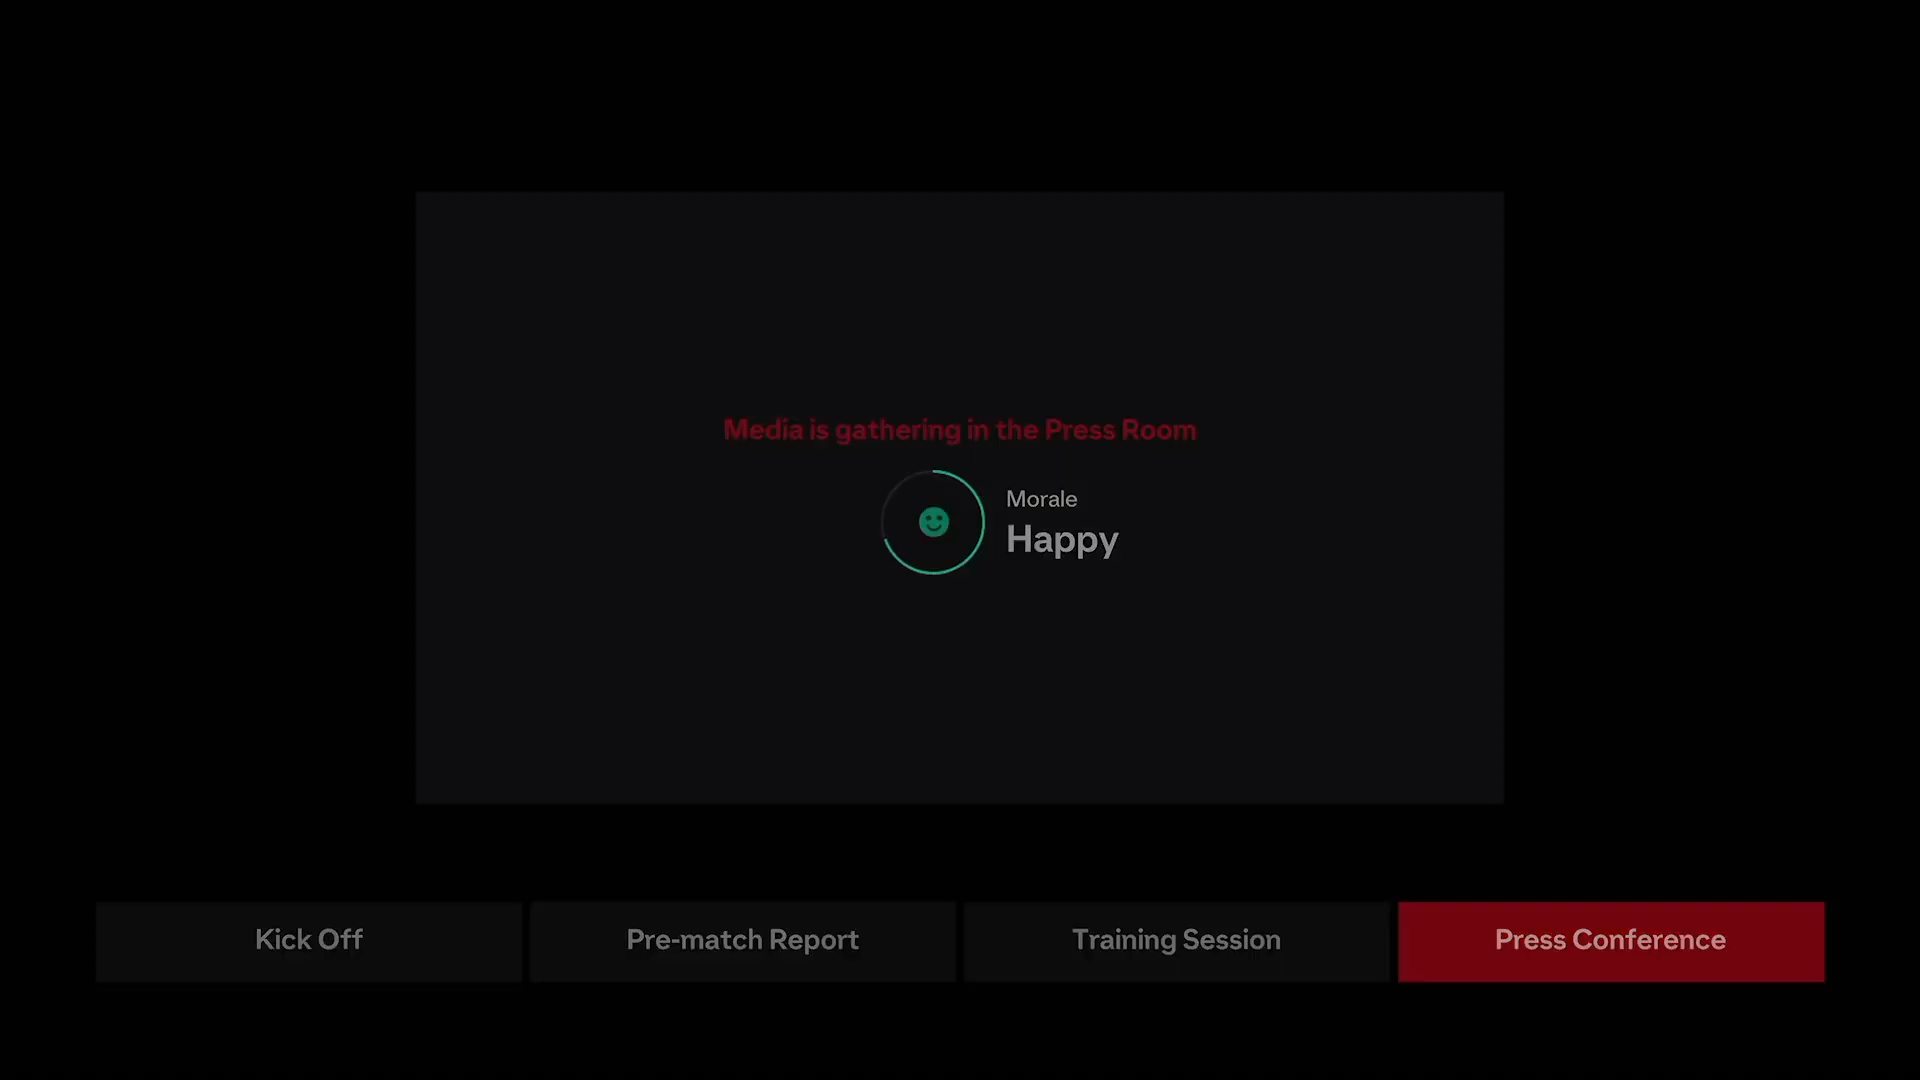 Media is gathering in the Press Room
Morale
Happy
Kick Off
Pre-match Report
Training Session
Press Conference